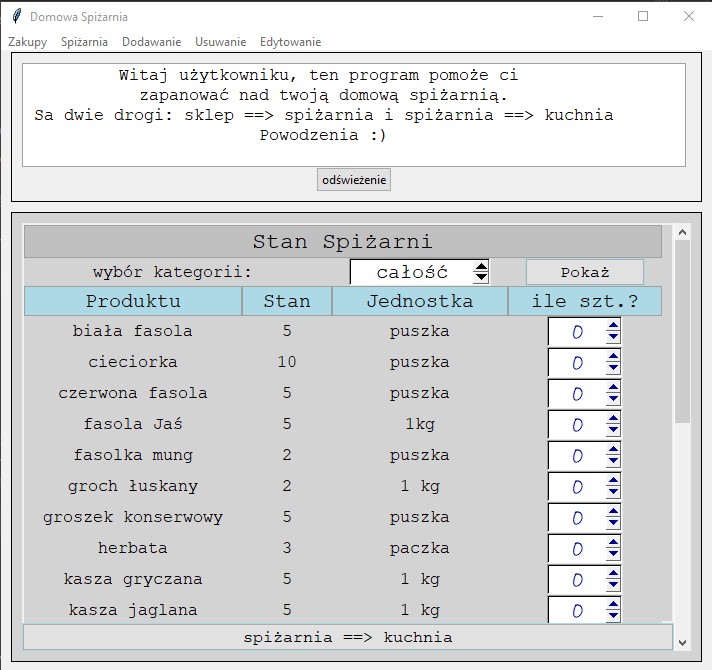 Domowa Spiżarnia
Zakupy Spiżarnia Dodawanie Usuwanie Edytowanie
Witaj użytkowniku, ten program pomoże ci
zapanować nad twoją domową spiżarnią.
Sa dwie drogi: sklep ==> spiżarnia i spiżarnia ==> kuchnia
Powodzenia :)
odświeżenie
Stan Spiżarni
wybór kategorii: całość Pokaż
Produktu Stan Jednostka ile szt.?
biała fasola 5 puszka 0
cieciorka 10 puszka 0
czerwona fasola 5 puszka 0
fasola Jaś 5 1kg 0
fasolka mung 2 puszka 0
groch łuskany 2 1 kg 0
groszek konserwowy 5 puszka 0
herbata 3 paczka 0
kasza gryczana 5 1 kg 0
kasza jaglana 5 1 kg 0
spiżarnia ==> kuchnia